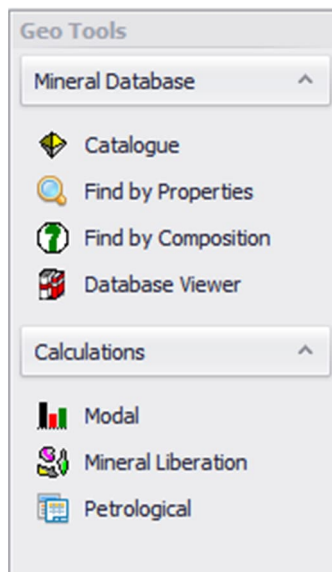 Geo Tools
Mineral Database
Catalogue
Find by Properties
Find by Composition
Database Viewer
Calculations
Modal
Mineral Liberation
Petrological